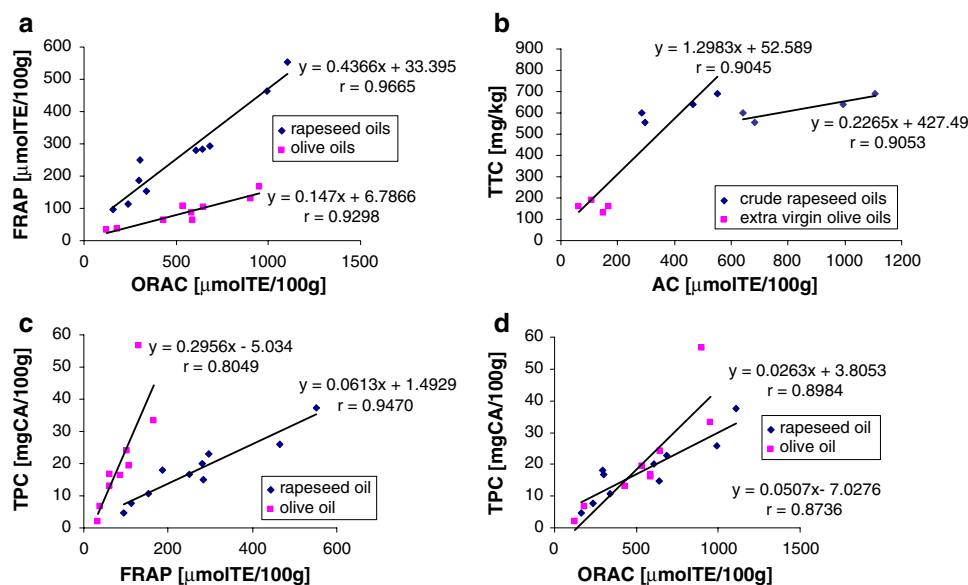 a
FRAP [µmolTE/100g]
600
500
400
300
200
100
0
y = 0.4366x + 33.395
r = 0.9665
rapeseed oils
olive oils
y = 0.147x + 6.7866
r = 0.9298
0 500 1000 1500
ORAC [µmolTE/100g]
b
TTC [mg/kg]
900
800
700
600
500
400
300
200
100
0
y = 1.2983x + 52.589
r = 0.9045
y = 0.2265x + 427.49
r = 0.9053
crude rapeseed oils
extra virgin olive oils
0 200 400 600 800 1000 1200
AC [µmolTE/100g]
c
TPC [mgCA/100g]
60
50
40
30
20
10
0
y = 0.2956x - 5.034
r = 0.8049
y = 0.0613x + 1.4929
r = 0.9470
rapeseed oil
olive oil
0 200 400 600
FRAP [µmolTE/100g]
d
TPC [mgCA/100g]
60
50
40
30
20
10
0
y = 0.0263x + 3.8053
r = 0.8984
rapeseed oil
olive oil
y = 0.0507x- 7.0276
r = 0.8736
0 500 1000 1500
ORAC [µmolTE/100g]